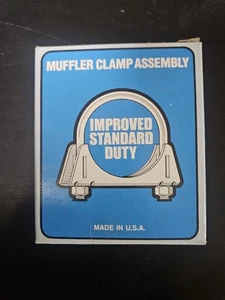 MUFFLER CLAMP ASSEMBLY
IMPROVED
STANDARD
DUTY
MADE IN U.S.A.